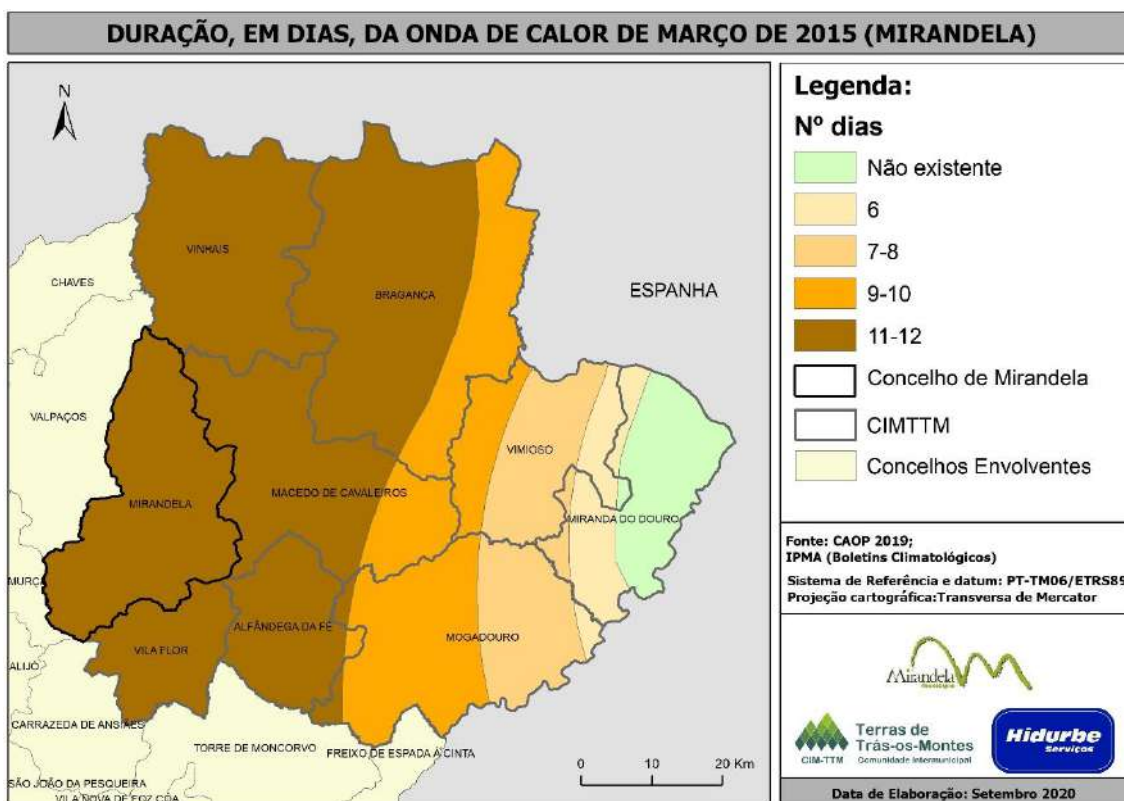 DURAÇÃO, EM DIAS, DA ONDA DE CALOR DE MARÇO DE 2015 (MIRANDELA)
N
VINHAIS
CHAVES
BRAGANÇA
ESPANHA
VALPAÇOS
VIMIOSO
MACEDO DE CAVALEIROS
MIRANDELA
MIRANDA DO DOURO
MURÇA
ALFÂNDEGA DA FÉ
MOGADOURO
VILA FLOR
ALIJÓ
CARRAZEDA DE ANSIÃES
TORRE DE MONCORVO
FREIXO DE ESPADA À CINTA
SÃO JOÃO DA PESQUEIRA
VILA NOVA DE FOZ CÔA
0 10 20 Km
Legenda:
Nº dias
Não existente
6
7-8
9-10
11-12
Concelho de Mirandela
CIMTTM
Concelhos Envolventes
Fonte: CAOP 2019;
IPMA (Boletins Climatológicos)
Sistema de Referência e datum: PT-TM06/ETRS89
Projeção cartográfica:Transversa de Mercator
Mirandela
Terras de
Trás-os-Montes
CIM-TTM Comunidade Intermunicipal
Hidurbe
Serviços
Data de Elaboração: Setembro 2020